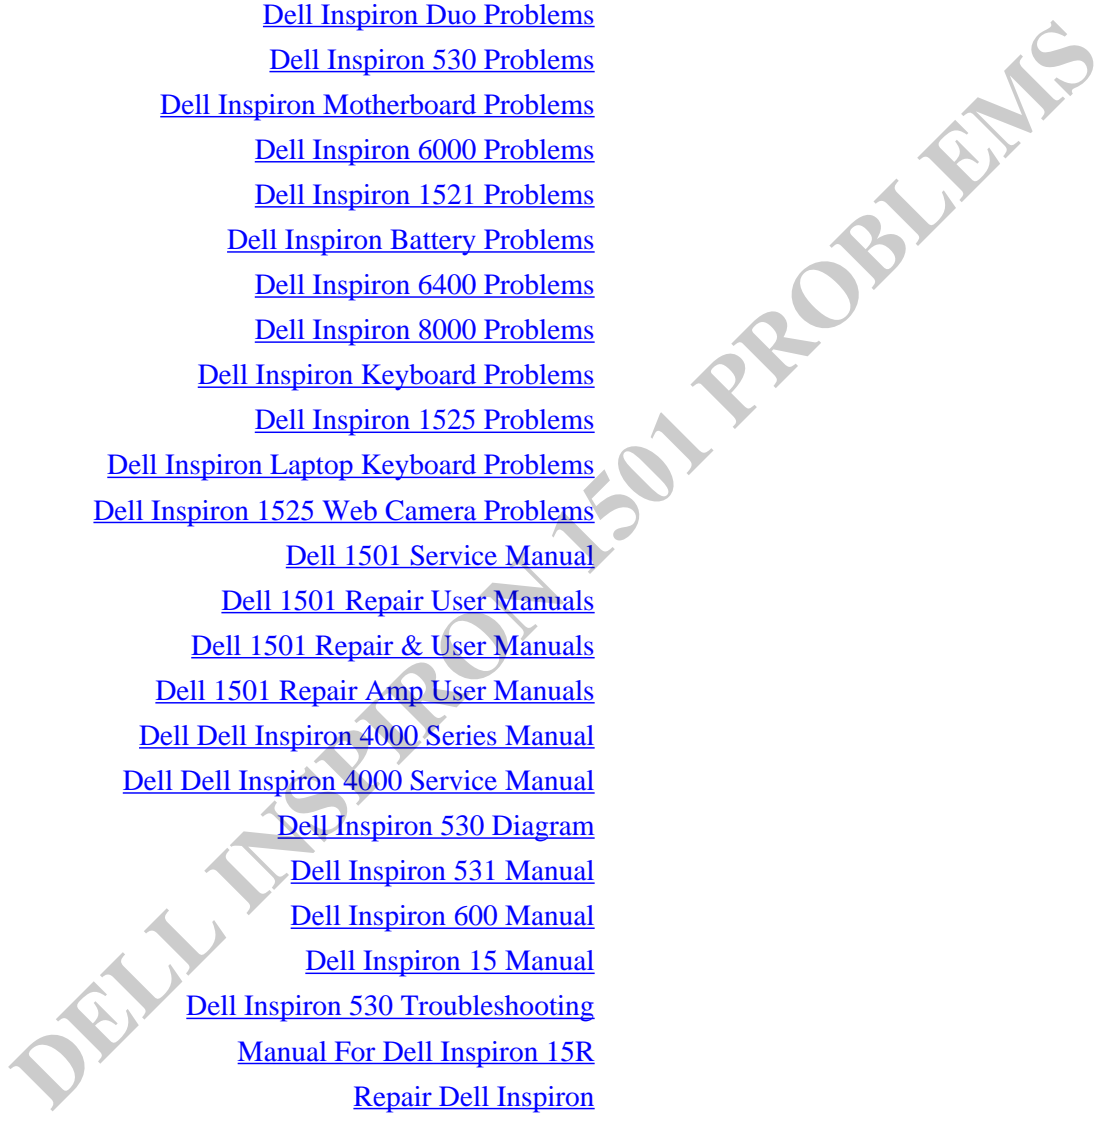 Dell Inspiron Duo Problems
Dell Inspiron 530 Problems
Dell Inspiron Motherboard Problems
Dell Inspiron 6000 Problems
Dell Inspiron 1521 Problems
Dell Inspiron Battery Problems
Dell Inspiron 6400 Problems
Dell Inspiron 8000 Problems
Dell Inspiron Keyboard Problems
Dell Inspiron 1525 Problems
Dell Inspiron Laptop Keyboard Problems
Dell Inspiron 1525 Web Camera Problems
Dell 1501 Service Manual
Dell 1501 Repair User Manuals
Dell 1501 Repair & User Manuals
Dell 1501 Repair Amp User Manuals
Dell Dell Inspiron 4000 Series Manual
Dell Dell Inspiron 4000 Service Manual
Dell Inspiron 530 Diagram
Dell Inspiron 531 Manual
Dell Inspiron 600 Manual
Dell Inspiron 15 Manual
Dell Inspiron 530 Troubleshooting
Manual For Dell Inspiron 15R
Repair Dell Inspiron
DELL INSPIRON 1501 PROBLEMS